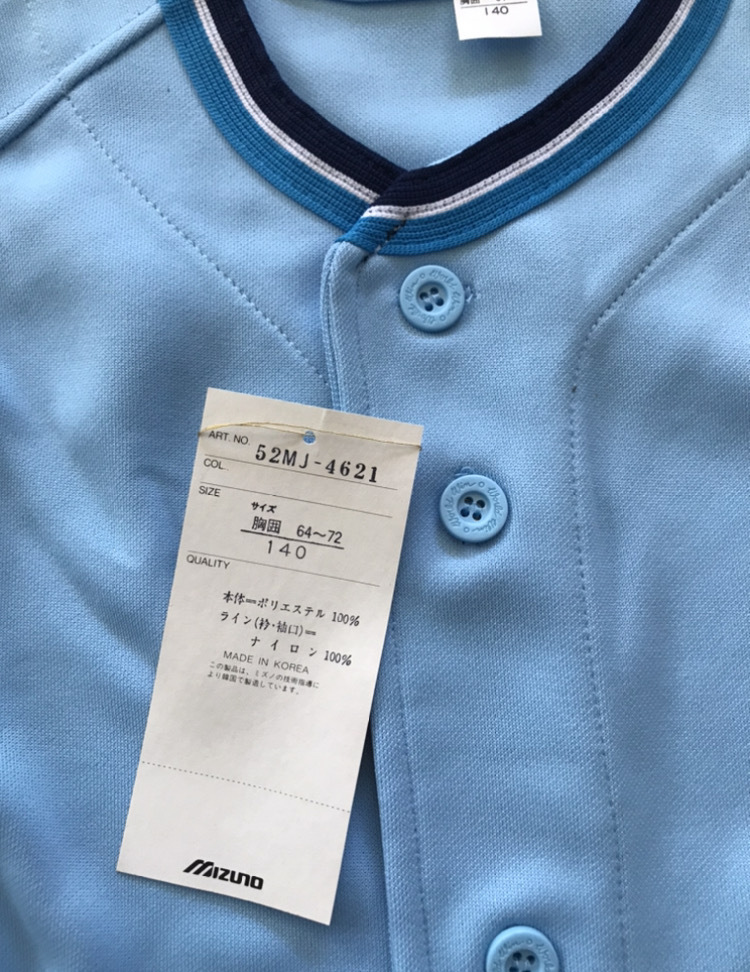 胸囲
140
ART. NO. 52MJ-4621
COL.
SIZE
サイズ
胸囲 64〜72
140
QUALITY
本体=ポリエステル 100%
ライン(衿・袖口)=
ナイロン 100%
MADE IN KOREA
この製品は、ミズノの技術指導に
より韓国で製造しています。
MIZUNO